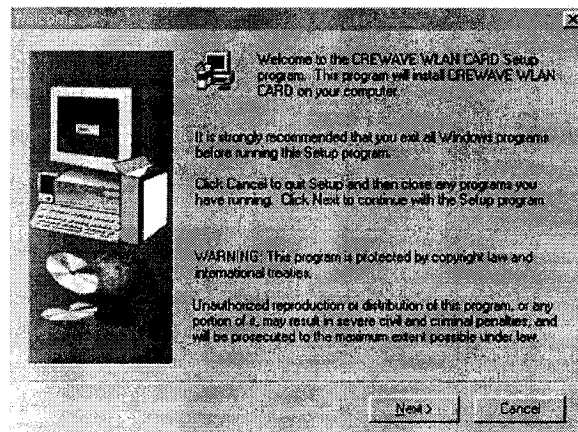 Welcome
Welcome to the CREWAVE WLAN CARD Setup
program. This program will install CREWAVE WLAN
CARD on your computer.
It is strongly recommended that you exit all Windows programs
before running this Setup program.
Click Cancel to quit Setup and then close any programs you
have running. Click Next to continue with the Setup program.
WARNING: This program is protected by copyright law and
international treaties.
Unauthorized reproduction or distribution of this program, or any
portion of it, may result in severe civil and criminal penalties, and
will be prosecuted to the maximum extent possible under law.
Next >
Cancel